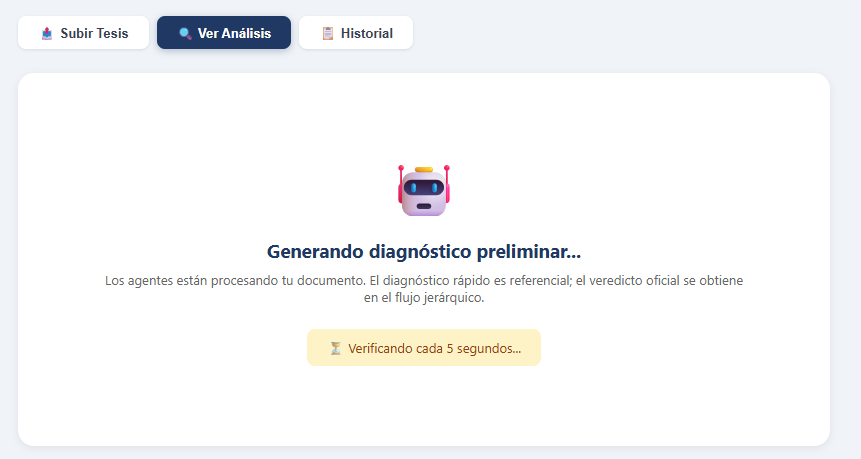 Subir Tesis
Ver Análisis
Historial
Generando diagnóstico preliminar...
Los agentes están procesando tu documento. El diagnóstico rápido es referencial; el veredicto oficial se obtiene
en el flujo jerárquico.
Verificando cada 5 segundos...